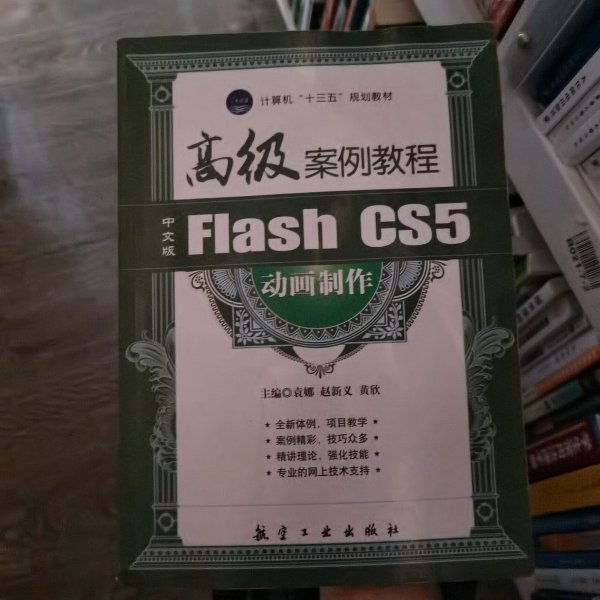 计算机“十三五”规划教材
高级案例教程
中文版
Flash CS5
动画制作
主编◎袁娜 赵新义 黄欣
★ 全新体例、项目教学 ★
★ 案例精彩、技巧众多 ★
★ 精讲理论、强化技能 ★
★ 专业的网上技术支持 ★
航空工业出版社